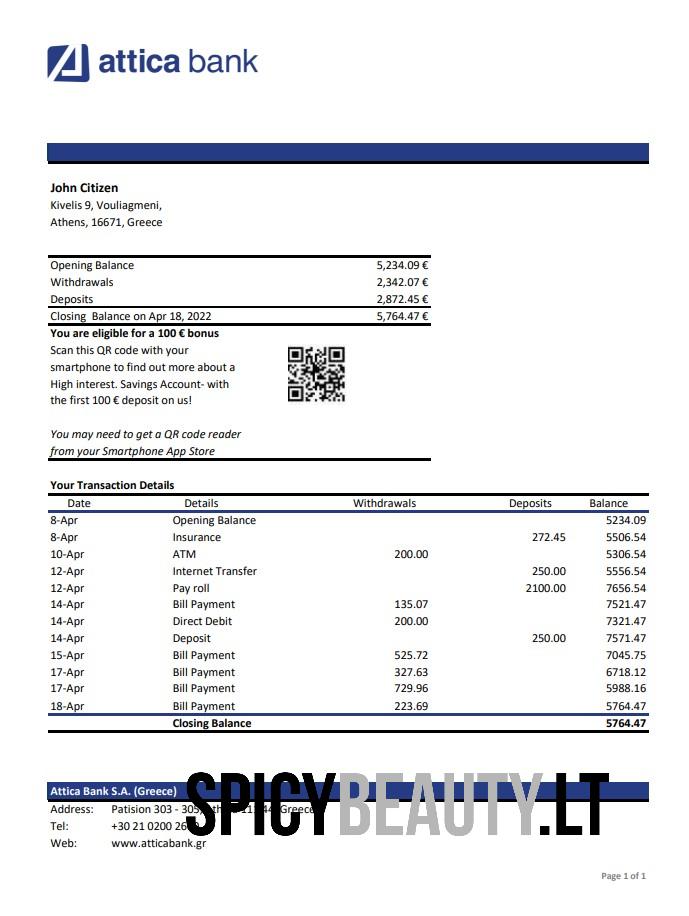 attica bank
John Citizen
Kivelis 9, Vouliagmeni,
Athens, 16671, Greece
Opening Balance 5,234.09 €
Withdrawals 2,342.07 €
Deposits 2,872.45 €
Closing Balance on Apr 18, 2022 5,764.47 €
You are eligible for a 100 € bonus
Scan this QR code with your
smartphone to find out more about a
High interest. Savings Account- with
the first 100 € deposit on us!
You may need to get a QR code reader
from your Smartphone App Store
Your Transaction Details
Date Details Withdrawals Deposits Balance
8-Apr Opening Balance 5234.09
8-Apr Insurance 272.45 5506.54
10-Apr ATM 200.00 5306.54
12-Apr Internet Transfer 250.00 5556.54
12-Apr Pay roll 2100.00 7656.54
14-Apr Bill Payment 135.07 7521.47
14-Apr Direct Debit 200.00 7321.47
14-Apr Deposit 250.00 7571.47
15-Apr Bill Payment 525.72 7045.75
17-Apr Bill Payment 327.63 6718.12
17-Apr Bill Payment 729.96 5988.16
18-Apr Bill Payment 223.69 5764.47
Closing Balance 5764.47
Attica Bank S.A. (Greece)
SPICYBEAUTY.LT
Address: Patision 303 - 305, Greece
Tel: +30 21 0200
Web: www.atticabank.gr
Page 1 of 1